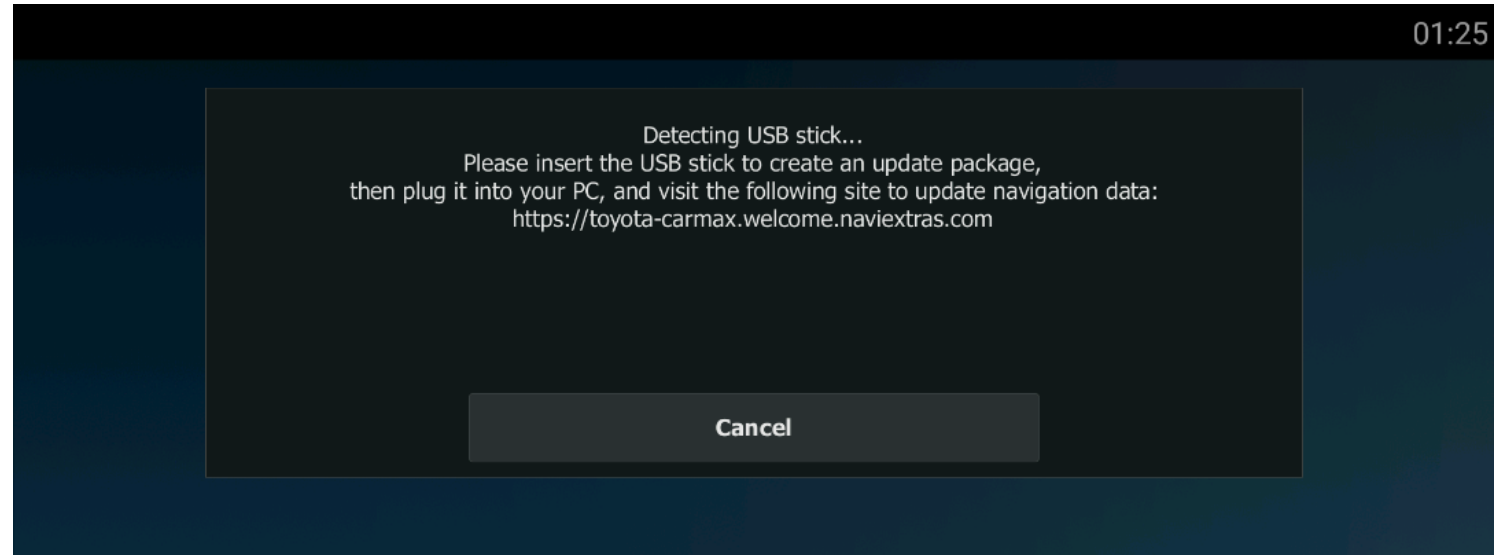 01:25
Detecting USB stick...
Please insert the USB stick to create an update package,
then plug it into your PC, and visit the following site to update navigation data:
https://toyota-carmax.welcome.naviextras.com
Cancel